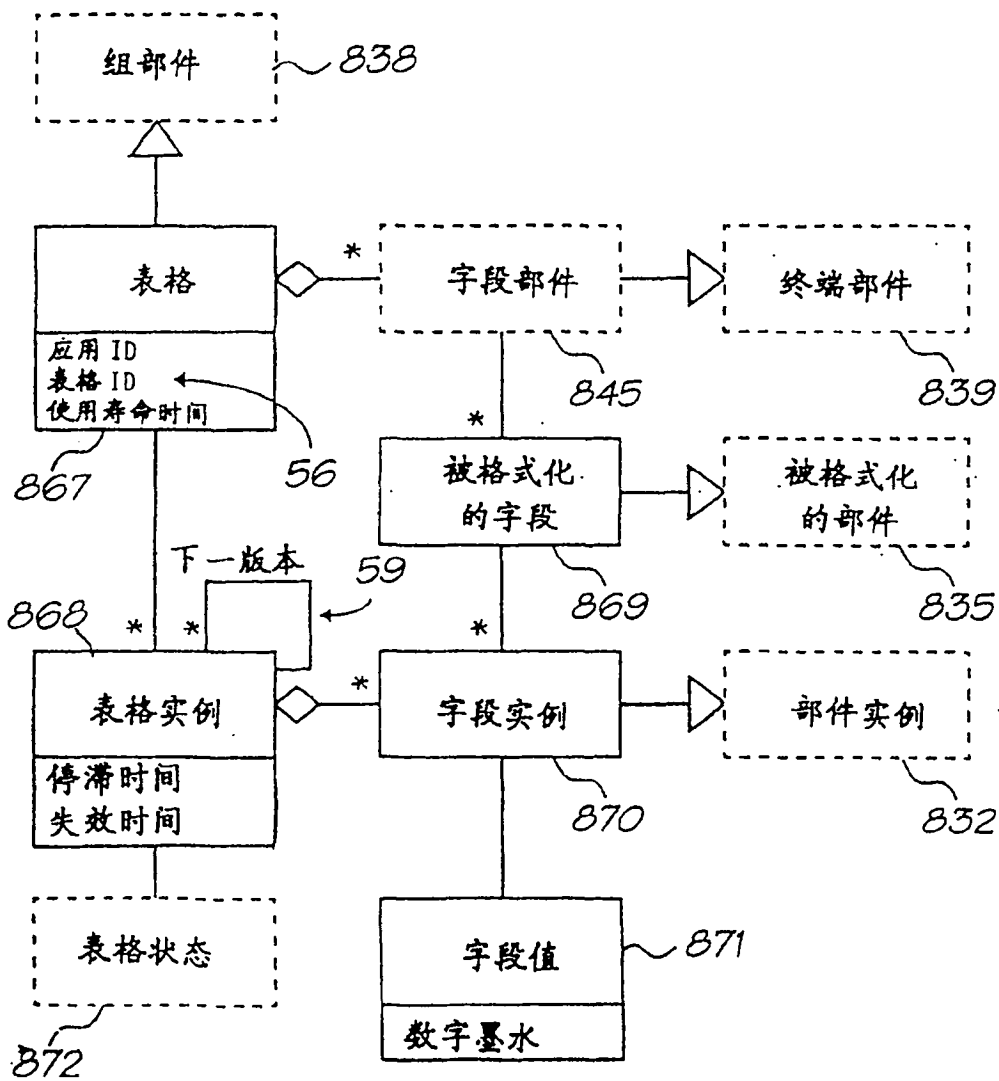 组部件
838
表格
*
字段部件
终端部件
应用 ID
表格 ID
使用寿命时间
845
839
867
56
*
被格式化
的字段
被格式化
的部件
下一版本
59
869
835
868
*
*
*
表格实例
*
字段实例
部件实例
停滞时间
失效时间
870
832
表格状态
字段值
871
数字墨水
872